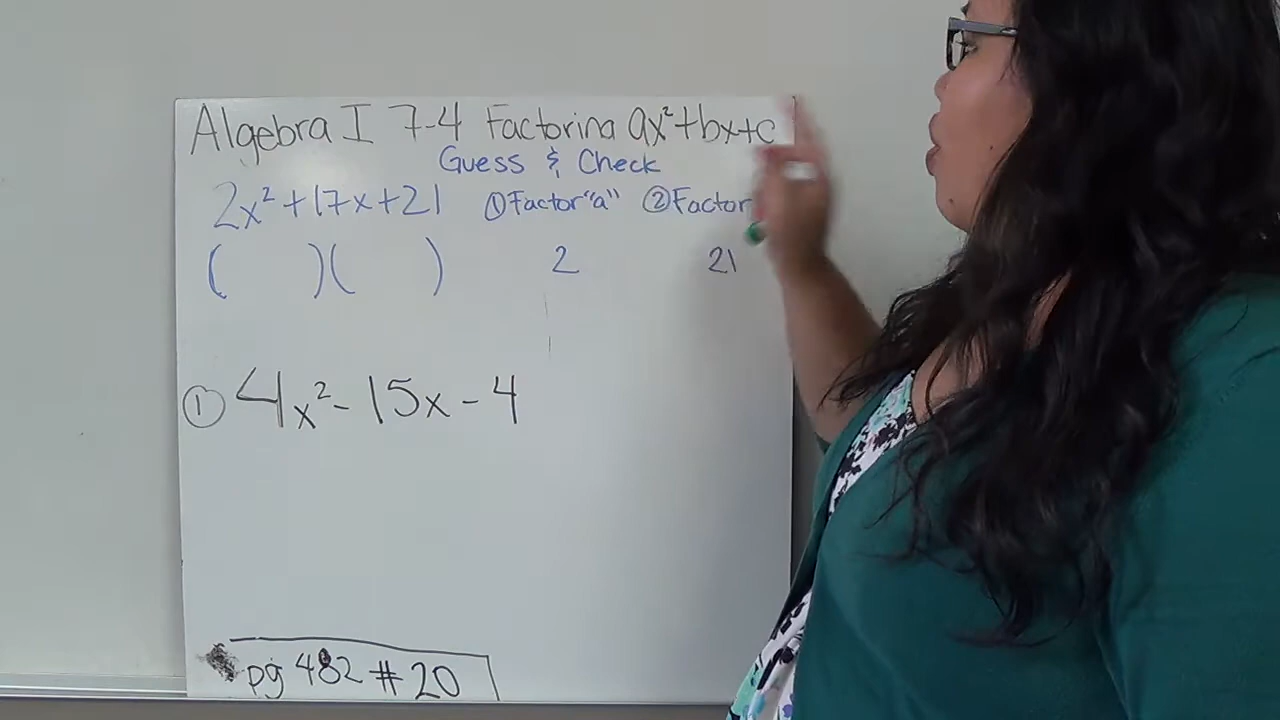 Algebra I 7-4 Factoring ax²+bx+c
Guess & Check
2x²+17x+21 ①Factor"a" ②Factor
( )( ) 2 21
① 4x²-15x-4
pg 482 #20